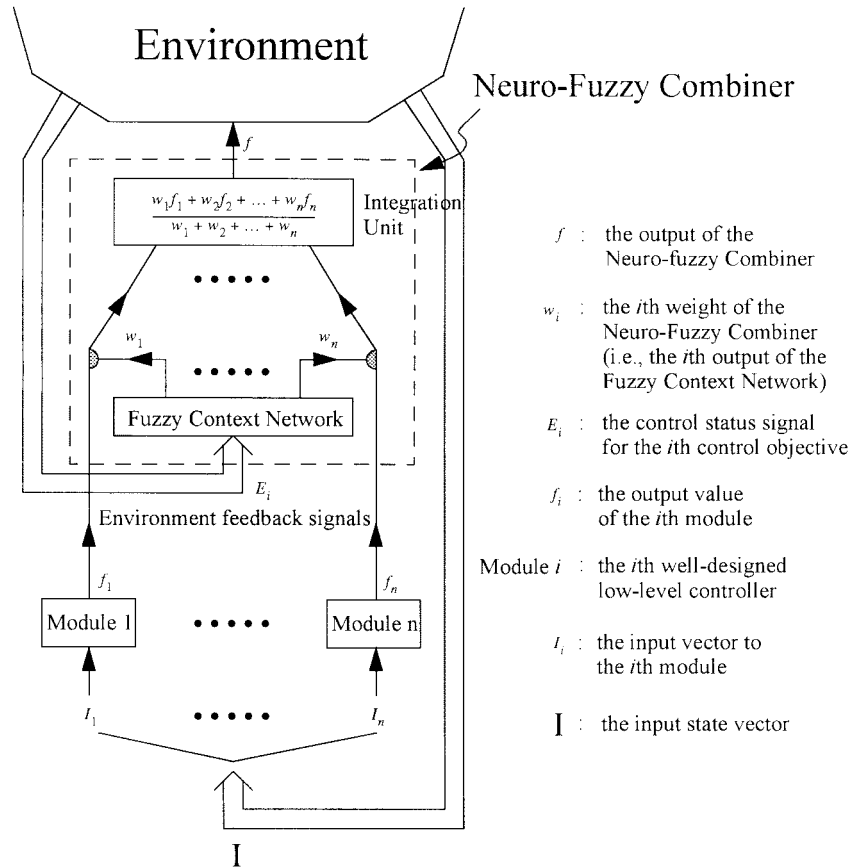 Environment
Neuro-Fuzzy Combiner
f
w₁f₁ + w₂f₂ + ... + wₙfₙ
w₁ + w₂ + ... + wₙ
Integration
Unit
w₁
wₙ
Fuzzy Context Network
Eᵢ
Environment feedback signals
f₁
fₙ
Module 1
Module n
I₁
Iₙ
I
f : the output of the
Neuro-fuzzy Combiner
wᵢ : the ith weight of the
Neuro-Fuzzy Combiner
(i.e., the ith output of the
Fuzzy Context Network)
Eᵢ : the control status signal
for the ith control objective
fᵢ : the output value
of the ith module
Module i : the ith well-designed
low-level controller
Iᵢ : the input vector to
the ith module
I : the input state vector